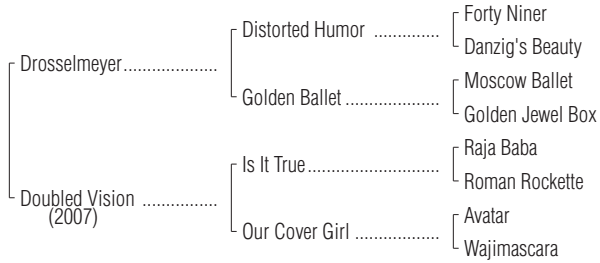 Forty Niner
Distorted Humor ..............
Danzig's Beauty
Drosselmeyer...................
Moscow Ballet
Golden Ballet ....................
Golden Jewel Box
Raja Baba
Is It True............................
Roman Rockette
Doubled Vision ................
(2007)
Avatar
Our Cover Girl ..................
Wajimascara